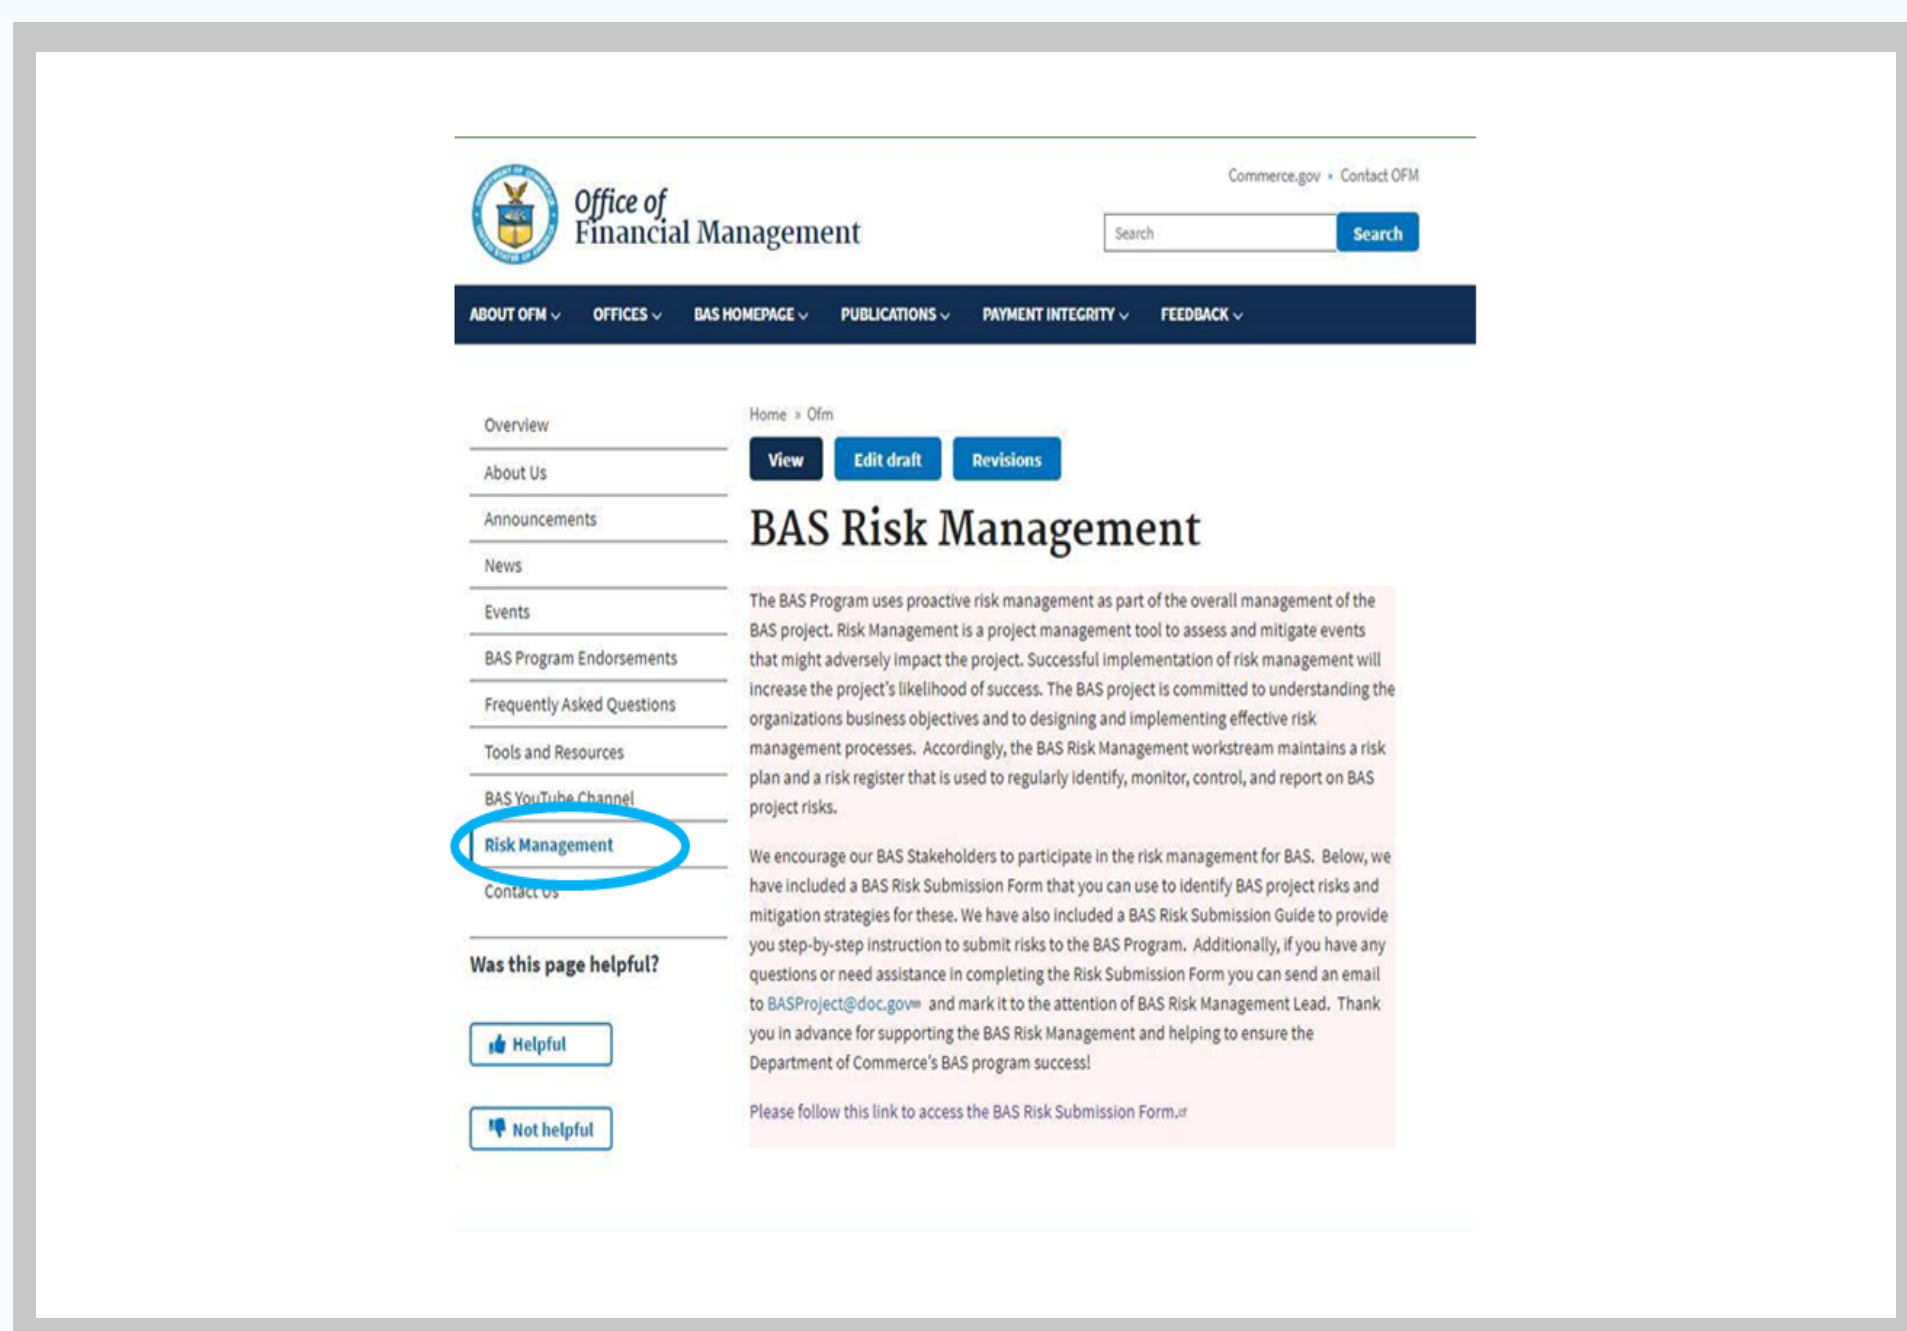 Commerce.gov • Contact OFM
Office of
Financial Management
Search
Search
ABOUT OFM
OFFICES
BAS HOMEPAGE
PUBLICATIONS
PAYMENT INTEGRITY
FEEDBACK
Overview
About Us
Announcements
News
Events
BAS Program Endorsements
Frequently Asked Questions
Tools and Resources
BAS YouTube Channel
Risk Management
Contact Us
Was this page helpful?
Helpful
Not helpful
Home » Ofm
View
Edit draft
Revisions
BAS Risk Management
The BAS Program uses proactive risk management as part of the overall management of the
BAS project. Risk Management is a project management tool to assess and mitigate events
that might adversely impact the project. Successful implementation of risk management will
increase the project's likelihood of success. The BAS project is committed to understanding the
organizations business objectives and to designing and implementing effective risk
management processes.  Accordingly, the BAS Risk Management workstream maintains a risk
plan and a risk register that is used to regularly identify, monitor, control, and report on BAS
project risks.
We encourage our BAS Stakeholders to participate in the risk management for BAS.  Below, we
have included a BAS Risk Submission Form that you can use to identify BAS project risks and
mitigation strategies for these. We have also included a BAS Risk Submission Guide to provide
you step-by-step instruction to submit risks to the BAS Program.  Additionally, if you have any
questions or need assistance in completing the Risk Submission Form you can send an email
to BASProject@doc.gov and mark it to the attention of BAS Risk Management Lead.  Thank
you in advance for supporting the BAS Risk Management and helping to ensure the
Department of Commerce's BAS program success!
Please follow this link to access the BAS Risk Submission Form.